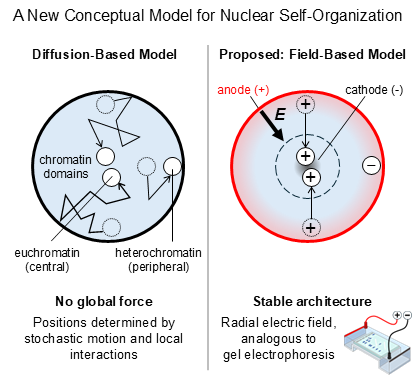 A New Conceptual Model for Nuclear Self-Organization
Diffusion-Based Model
chromatin
domains
euchromatin
(central)
heterochromatin
(peripheral)
No global force
Positions determined by
stochastic motion and local
interactions
Proposed: Field-Based Model
anode (+)
cathode (-)
E
+
+
+
+
−
Stable architecture
Radial electric field,
analogous to
gel electrophoresis
+
−